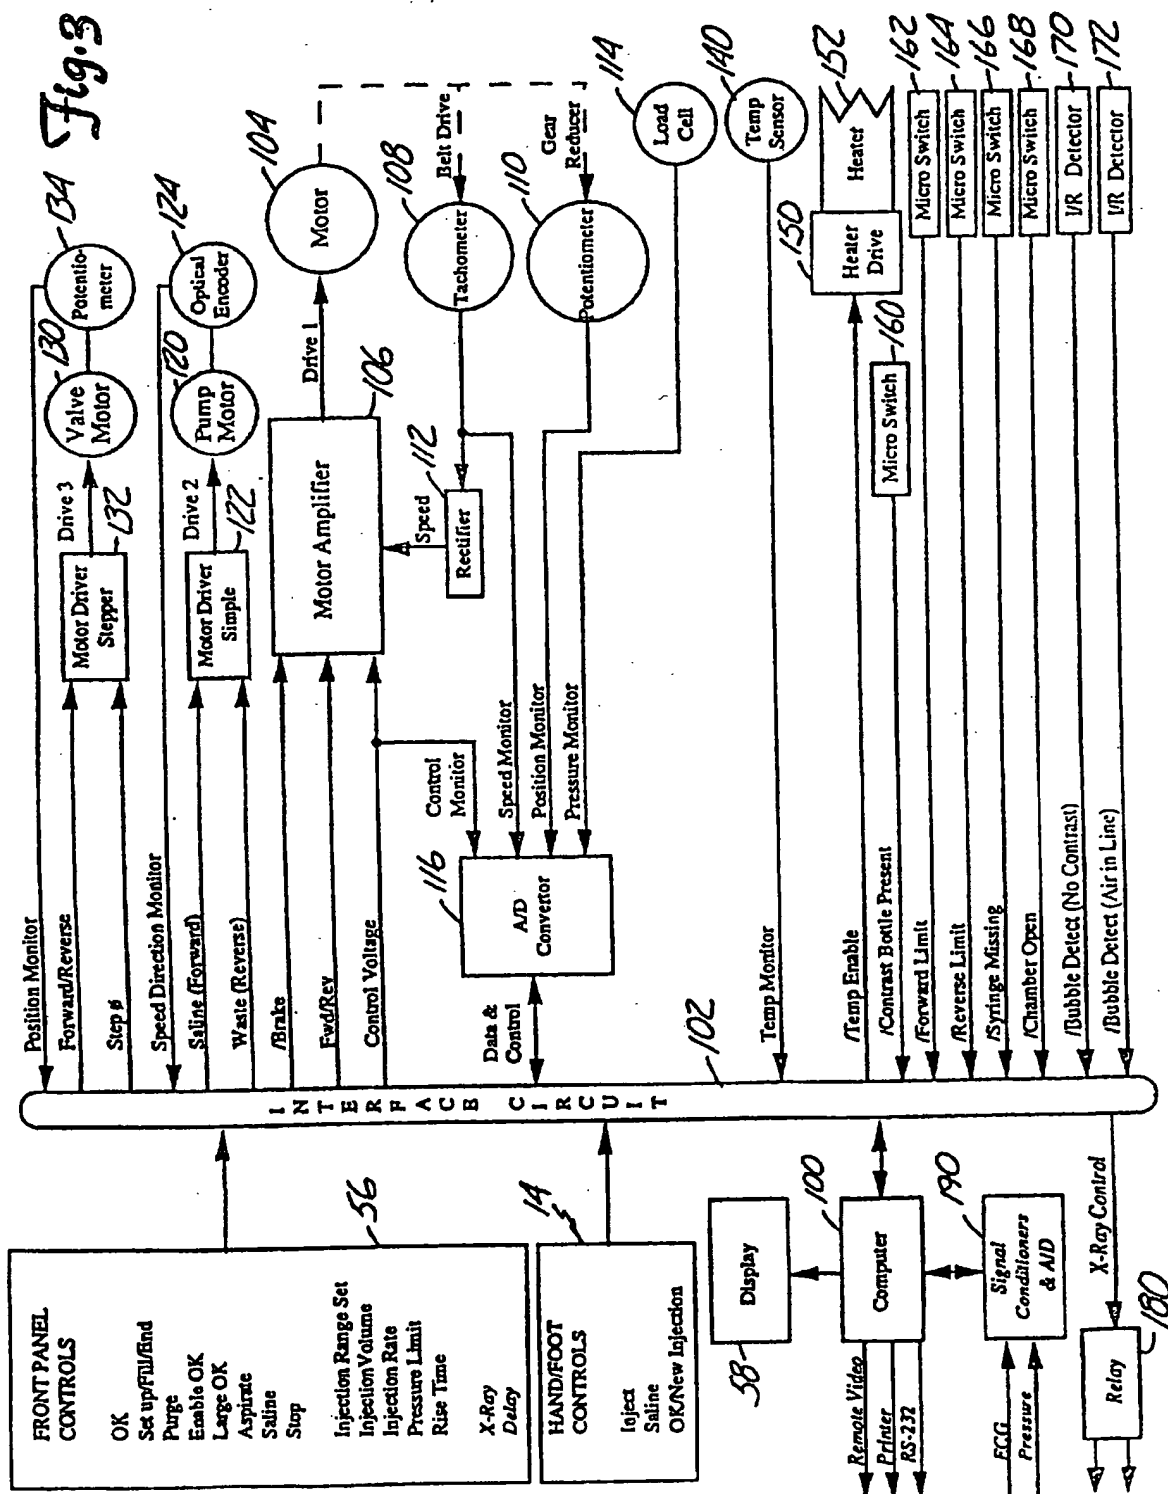 Fig. 3
FRONT PANEL
CONTROLS
OK
Set up/Fill/End
Purge
Enable OK
Large OK
Aspirate
Saline
Stop
Injection Range Set
Injection Volume
Injection Rate
Pressure Limit
Rise Time
X-Ray
Delay
56
HAND/FOOT
CONTROLS
Inject
Saline
OK/New Injection
14
Display
58
Computer
100
Remote Video
Printer
RS-232
Signal
Conditioners
& A/D
190
ECG
Pressure
X-Ray Control
Relay
180
INTERFACE CIRCUIT
102
Position Monitor
Forward/Reverse
Step ø
Speed Direction Monitor
Saline (Forward)
Waste (Reverse)
/Brake
Fwd/Rev
Control Voltage
Data &
Control
Temp Monitor
/Temp Enable
/Contrast Bottle Present
/Forward Limit
/Reverse Limit
/Syringe Missing
/Chamber Open
/Bubble Detect (No Contrast)
/Bubble Detect (Air in Line)
A/D
Convertor
116
Control
Monitor
Speed Monitor
Position Monitor
Pressure Monitor
Motor Driver
Stepper
132
Drive 3
Valve
Motor
130
Potentio-
meter
134
Motor Driver
Simple
122
Drive 2
Pump
Motor
120
Optical
Encoder
124
Motor Amplifier
106
Drive 1
Motor
104
Speed
Rectifier
112
Tachometer
108
Belt Drive
Potentiometer
110
Gear
Reducer
Load
Cell
114
Temp
Sensor
140
Heater
Drive
150
Heater
152
Micro Switch
160
Micro Switch
162
Micro Switch
164
Micro Switch
166
Micro Switch
168
I/R Detector
170
I/R Detector
172